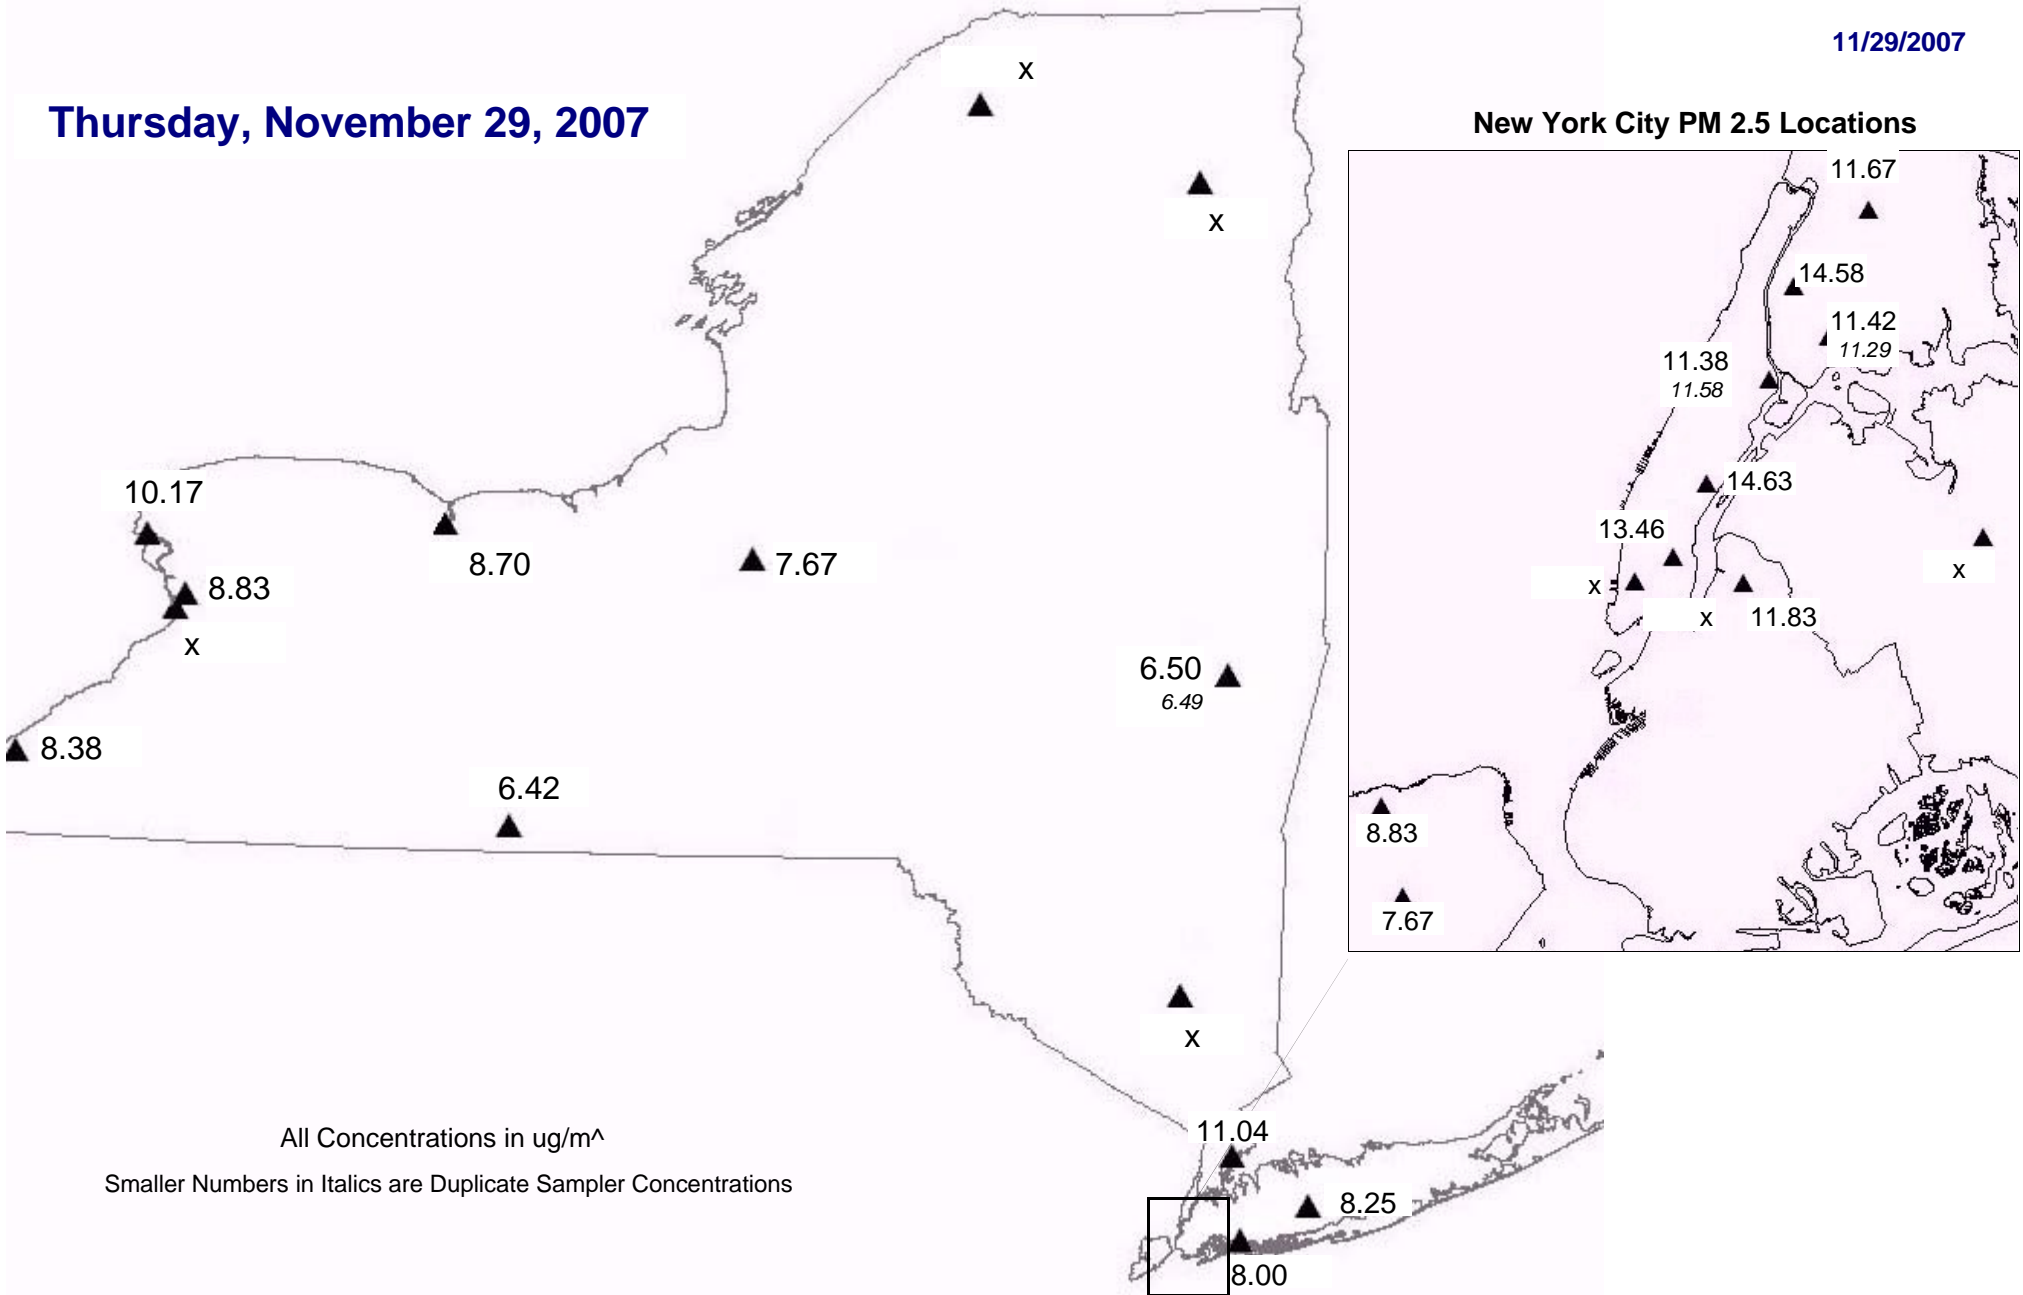 11/29/2007
Thursday, November 29, 2007
x
x
10.17
8.83
x
8.70
7.67
8.38
6.42
6.50
6.49
x
11.04
8.25
8.00
All Concentrations in ug/m^
Smaller Numbers in Italics are Duplicate Sampler Concentrations
New York City PM 2.5 Locations
11.67
14.58
11.42
11.29
11.38
11.58
14.63
13.46
x
x
x
11.83
8.83
7.67